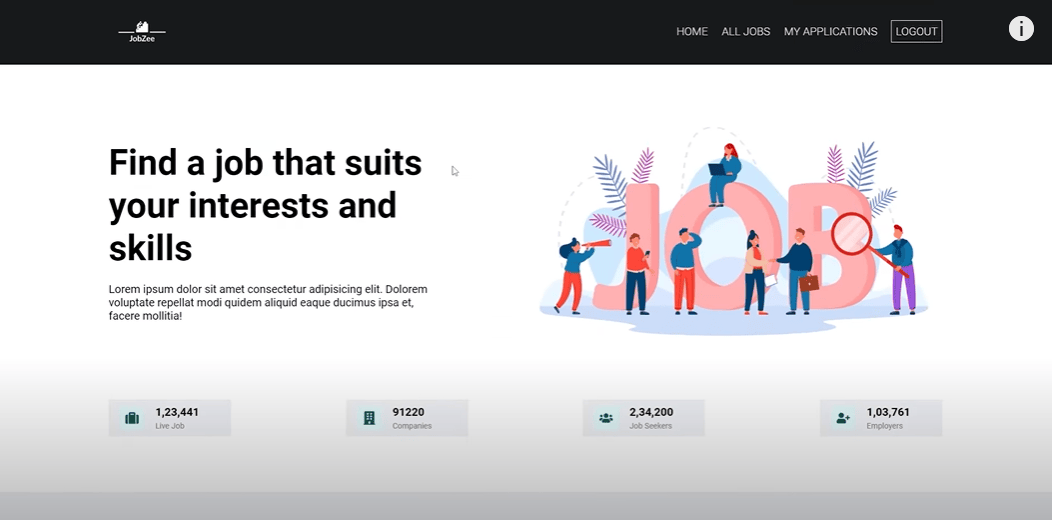 JobZee
HOME
ALL JOBS
MY APPLICATIONS
LOGOUT
i
Find a job that suits
your interests and
skills
JOB
Lorem ipsum dolor sit amet consectetur adipisicing elit. Dolorem
voluptate repellat modi quidem aliquid eaque ducimus ipsa et,
facere mollitia!
1,23,441
Live Job
91220
Companies
2,34,200
Job Seekers
1,03,761
Employers